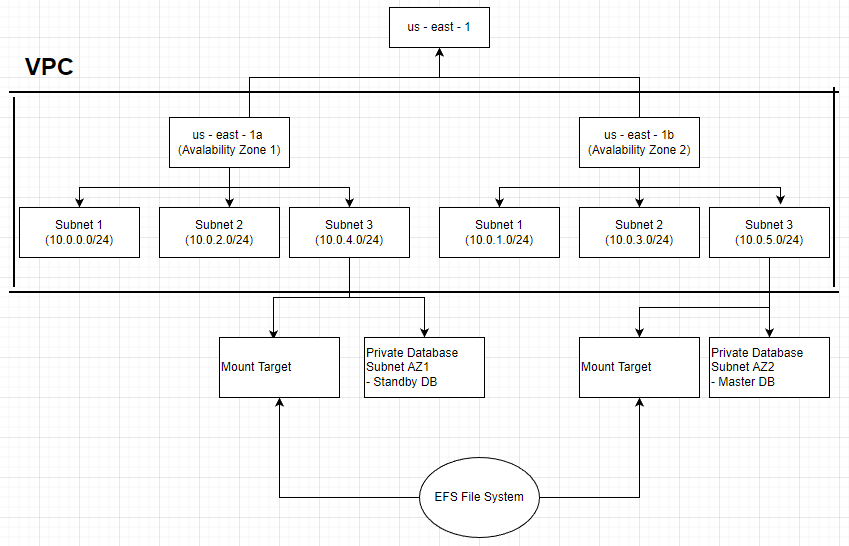 us - east - 1
VPC
us - east - 1a
(Avalability Zone 1)
us - east - 1b
(Avalability Zone 2)
Subnet 1
(10.0.0.0/24)
Subnet 2
(10.0.2.0/24)
Subnet 3
(10.0.4.0/24)
Subnet 1
(10.0.1.0/24)
Subnet 2
(10.0.3.0/24)
Subnet 3
(10.0.5.0/24)
Mount Target
Private Database
Subnet AZ1
- Standby DB
Mount Target
Private Database
Subnet AZ2
- Master DB
EFS File System